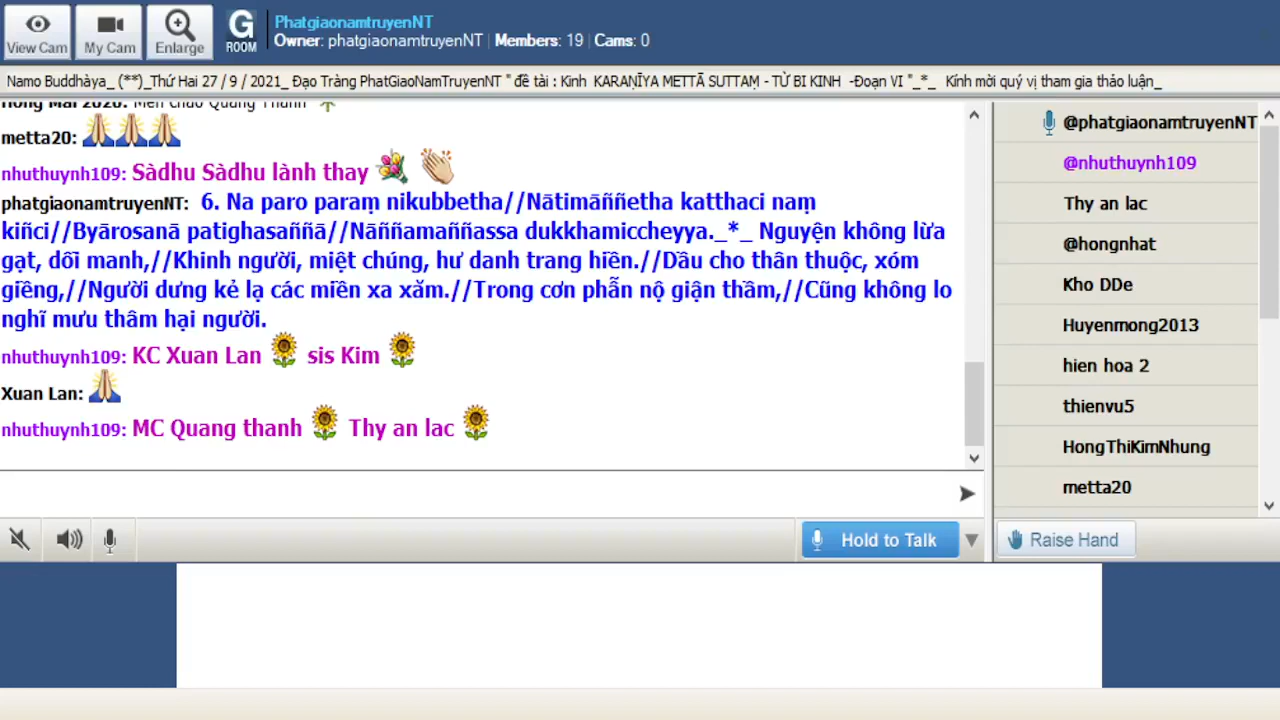 PhatgiaonamtruyenNT
Owner: phatgiaonamtruyenNT | Members: 19 | Cams: 0
View Cam
My Cam
Enlarge
G
ROOM
Namo Buddhàya_ (**)_Thứ Hai 27 / 9 / 2021_ Đạo Tràng PhatGiaoNamTruyenNT " đề tài : Kinh KARAṆĪYA METTĀ SUTTAṂ - TỪ BI KINH -Đoạn VI "_*_ Kính mời quý vị tham gia thảo luận_
Hong Mai 2020: Mến chào Quang Thanh
metta20:
nhuthuynh109: Sàdhu Sàdhu lành thay
phatgiaonamtruyenNT: 6. Na paro paraṃ nikubbetha//Nātimāññetha katthaci naṃ
kiñci//Byārosanā patighasaññā//Nāññamaññassa dukkhamiccheyya._*_ Nguyện không lừa
gạt, dối manh,//Khinh người, miệt chúng, hư danh trang hiền.//Dầu cho thân thuộc, xóm
giềng,//Người dưng kẻ lạ các miền xa xăm.//Trong cơn phẫn nộ giận thầm,//Cũng không lo
nghĩ mưu thâm hại người.
nhuthuynh109: KC Xuan Lan sis Kim
Xuan Lan:
nhuthuynh109: MC Quang thanh Thy an lac
@phatgiaonamtruyenNT
@nhuthuynh109
Thy an lac
@hongnhat
Kho DDe
Huyenmong2013
hien hoa 2
thienvu5
HongThiKimNhung
metta20
Hold to Talk
Raise Hand